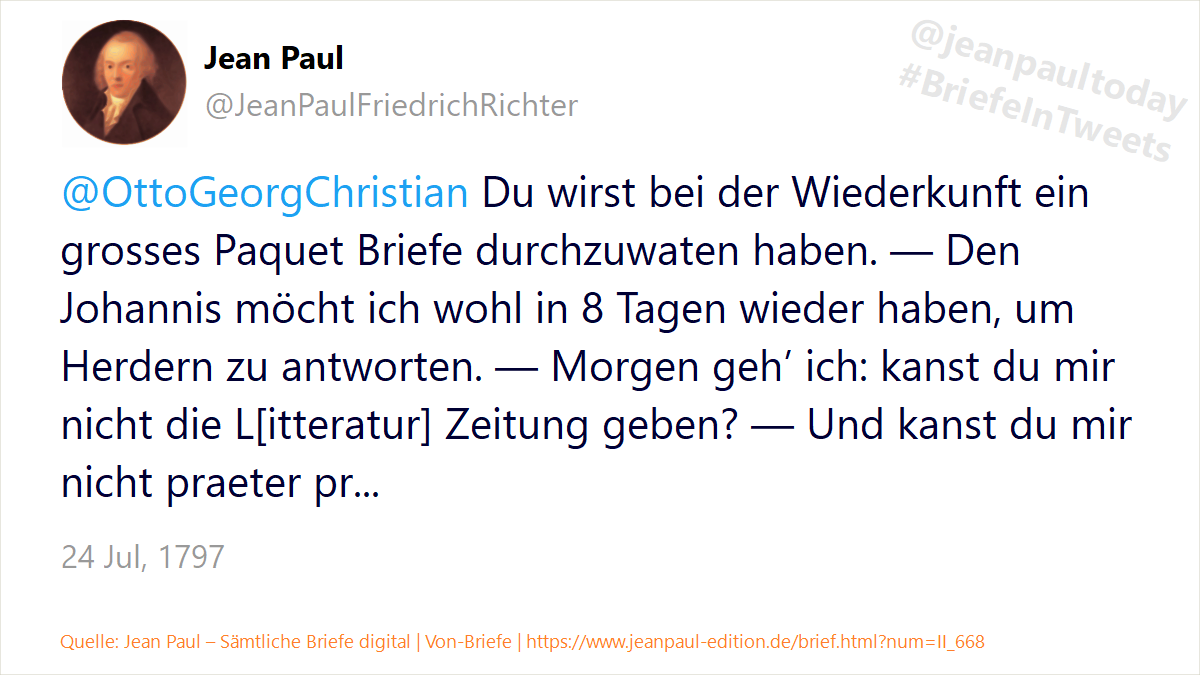 Jean Paul
@JeanPaulFriedrichRichter
@jeanpaultoday
#BriefeInTweets
@OttoGeorgChristian Du wirst bei der Wiederkunft ein
grosses Paquet Briefe durchzuwaten haben. — Den
Johannis möcht ich wohl in 8 Tagen wieder haben, um
Herdern zu antworten. — Morgen geh’ ich: kanst du mir
nicht die L[itteratur] Zeitung geben? — Und kanst du mir
nicht praeter pr...
24 Jul, 1797
Quelle: Jean Paul – Sämtliche Briefe digital | Von-Briefe | https://www.jeanpaul-edition.de/brief.html?num=II_668